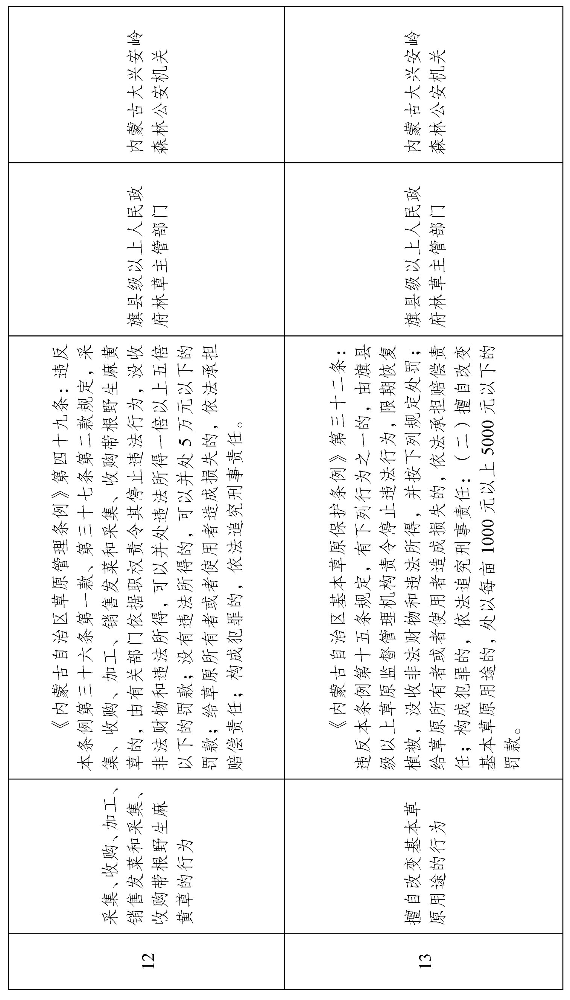 12
采集、收购、加工、
销售发菜和采集、
收购带根野生麻
黄草的行为
《内蒙古自治区草原管理条例》第四十九条：违反
本条例第三十六条第一款、第三十七条第二款规定，采
集、收购、加工、销售发菜和采集、收购带根野生麻黄
草的，由有关部门依据职权责令其停止违法行为，没收
非法财物和违法所得，可以并处违法所得一倍以上五倍
以下的罚款；没有违法所得的，可以并处5万元以下的
罚款；给草原所有者或者使用者造成损失的，依法承担
赔偿责任；构成犯罪的，依法追究刑事责任。
旗县级以上人民政
府林草主管部门
内蒙古大兴安岭
森林公安机关
13
擅自改变基本草
原用途的行为
《内蒙古自治区基本草原保护条例》第三十二条：
违反本条例第十五条规定，有下列行为之一的，由旗县
级以上草原监督管理机构责令停止违法行为，限期恢复
植被，没收非法财物和违法所得，并按下列规定处罚；
给草原所有者或者使用者造成损失的，依法承担赔偿责
任；构成犯罪的，依法追究刑事责任：（二）擅自改变
基本草原用途的，处以每亩1000元以上5000元以下的
罚款。
旗县级以上人民政
府林草主管部门
内蒙古大兴安岭
森林公安机关